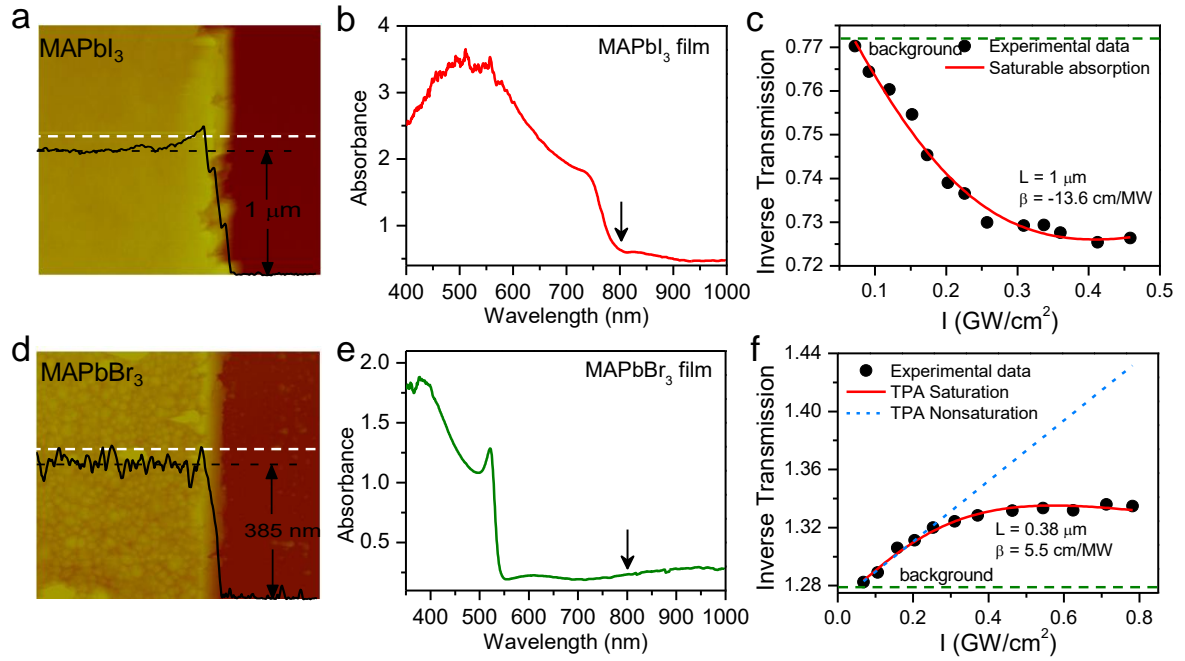 a
MAPbI₃
1 μm
b
MAPbI₃ film
Absorbance
4
3
2
1
400 500 600 700 800 900 1000
Wavelength (nm)
c
background
Experimental data
Saturable absorption
L = 1 μm
β = -13.6 cm/MW
Inverse Transmission
0.77
0.76
0.75
0.74
0.73
0.72
0.1 0.2 0.3 0.4 0.5
I (GW/cm²)
d
MAPbBr₃
385 nm
e
MAPbBr₃ film
Absorbance
2.0
1.5
1.0
0.5
400 500 600 700 800 900 1000
Wavelength (nm)
f
Experimental data
TPA Saturation
TPA Nonsaturation
L = 0.38 μm
β = 5.5 cm/MW
background
Inverse Transmission
1.44
1.40
1.36
1.32
1.28
0.0 0.2 0.4 0.6 0.8
I (GW/cm²)